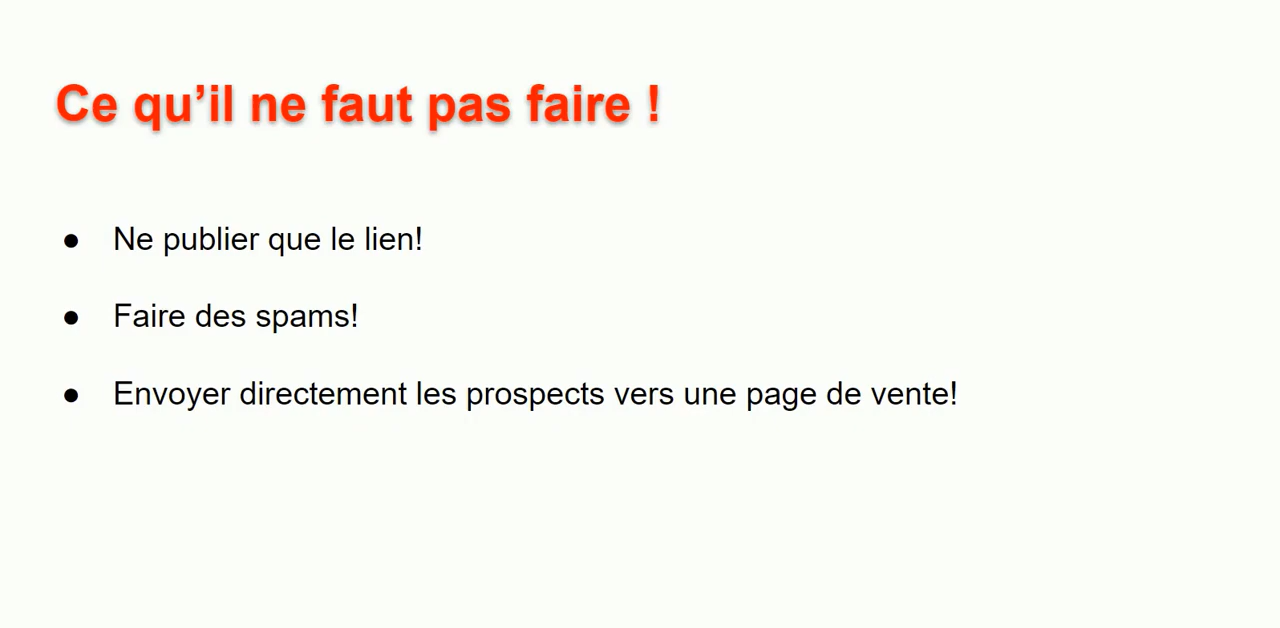 Ce qu’il ne faut pas faire !
● Ne publier que le lien!
● Faire des spams!
● Envoyer directement les prospects vers une page de vente!